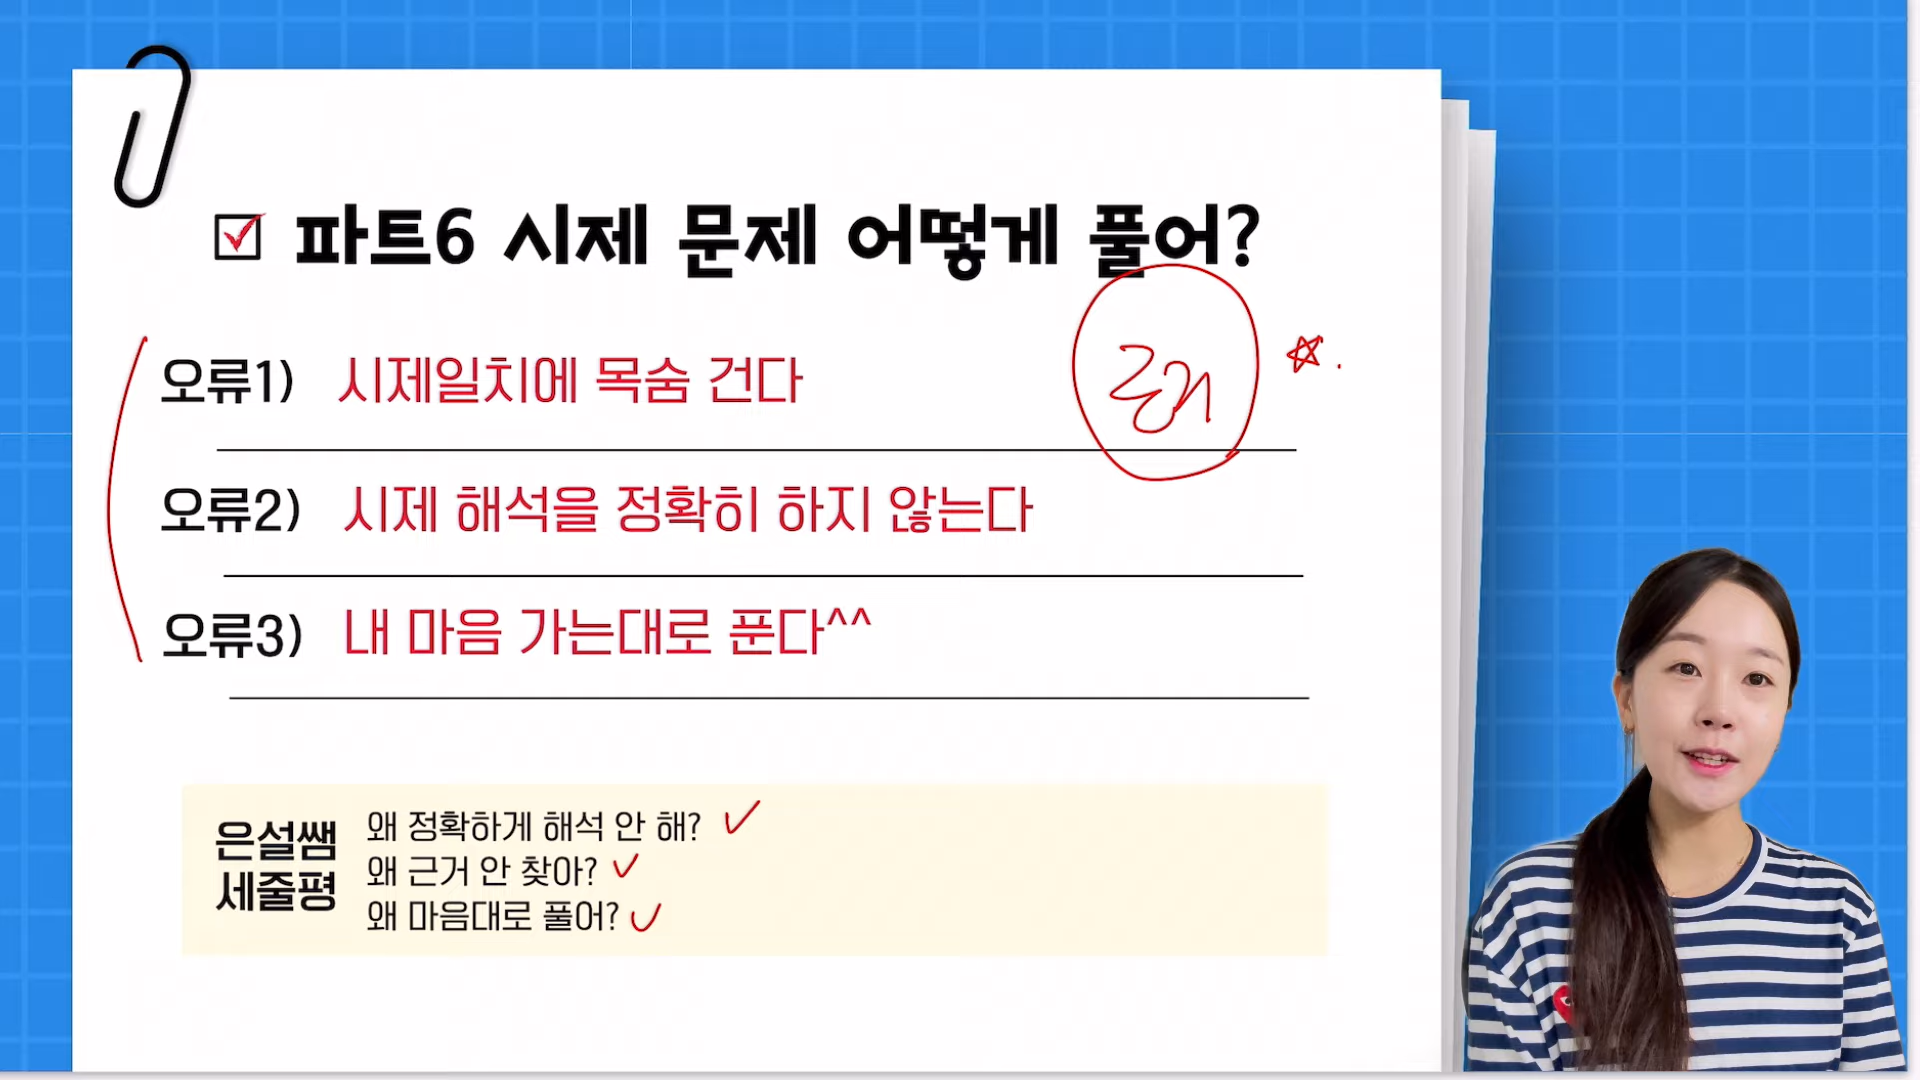 파트6 시제 문제 어떻게 풀어?
오류1) 시제일치에 목숨 건다
근거
오류2) 시제 해석을 정확히 하지 않는다
오류3) 내 마음 가는대로 푼다^^
은설쌤
세줄평
왜 정확하게 해석 안 해?
왜 근거 안 찾아?
왜 마음대로 풀어?